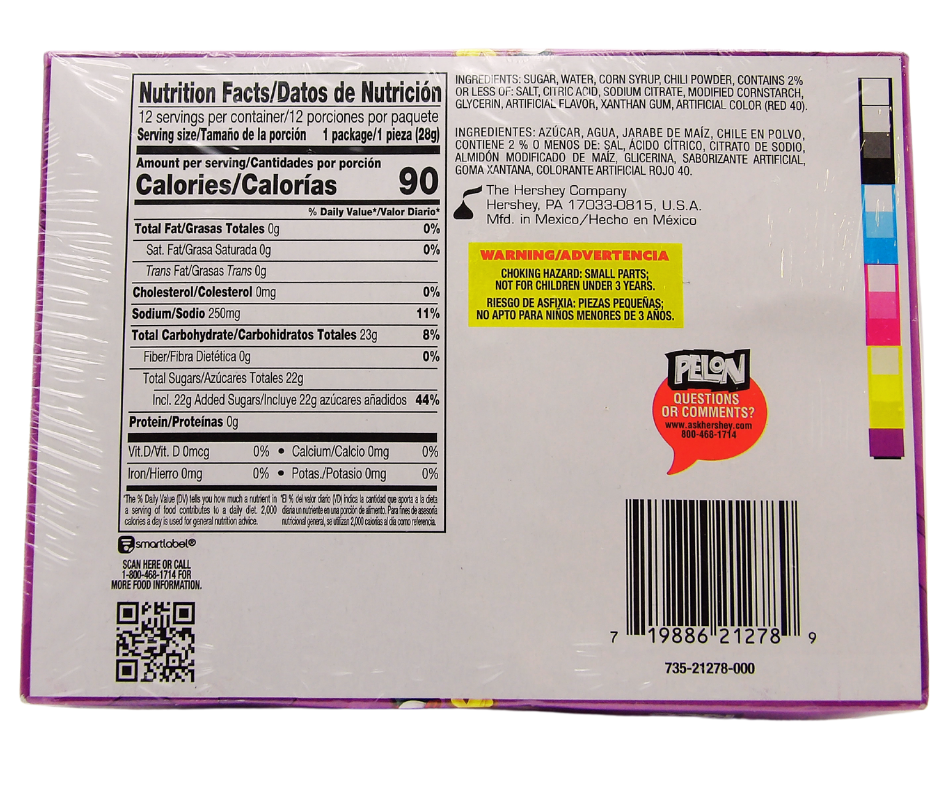 Nutrition Facts/Datos de Nutrición
12 servings per container/12 porciones por paquete
Serving size/Tamaño de la porción 1 package/1 pieza (28g)
Amount per serving/Cantidades por porción
Calories/Calorías 90
% Daily Value*/Valor Diario*
Total Fat/Grasas Totales 0g 0%
Sat. Fat/Grasa Saturada 0g 0%
Trans Fat/Grasas Trans 0g
Cholesterol/Colesterol 0mg 0%
Sodium/Sodio 250mg 11%
Total Carbohydrate/Carbohidratos Totales 23g 8%
Fiber/Fibra Dietética 0g 0%
Total Sugars/Azúcares Totales 22g
Incl. 22g Added Sugars/Incluye 22g azúcares añadidos 44%
Protein/Proteínas 0g
Vit.D/Vit. D 0mcg 0% • Calcium/Calcio 0mg 0%
Iron/Hierro 0mg 0% • Potas./Potasio 0mg 0%
*The % Daily Value (DV) tells you how much a nutrient in
a serving of food contributes to a daily diet. 2,000
calories a day is used for general nutrition advice.
*El % del valor diario (VD) indica la cantidad que aporta a la dieta
diaria un nutriente en una porción de alimento. Para fines de asesoría
nutricional general, se utilizan 2,000 calorías al día como referencia.
smartlabel®
SCAN HERE OR CALL
1-800-468-1714 FOR
MORE FOOD INFORMATION.
INGREDIENTS: SUGAR, WATER, CORN SYRUP, CHILI POWDER, CONTAINS 2%
OR LESS OF: SALT, CITRIC ACID, SODIUM CITRATE, MODIFIED CORNSTARCH,
GLYCERIN, ARTIFICIAL FLAVOR, XANTHAN GUM, ARTIFICIAL COLOR (RED 40).
INGREDIENTES: AZÚCAR, AGUA, JARABE DE MAÍZ, CHILE EN POLVO,
CONTIENE 2 % O MENOS DE: SAL, ÁCIDO CÍTRICO, CITRATO DE SODIO,
ALMIDÓN MODIFICADO DE MAÍZ, GLICERINA, SABORIZANTE ARTIFICIAL,
GOMA XANTANA, COLORANTE ARTIFICIAL ROJO 40.
The Hershey Company
Hershey, PA 17033-0815, U.S.A.
Mfd. in Mexico/Hecho en México
WARNING/ADVERTENCIA
CHOKING HAZARD: SMALL PARTS;
NOT FOR CHILDREN UNDER 3 YEARS.
RIESGO DE ASFIXIA: PIEZAS PEQUEÑAS;
NO APTO PARA NIÑOS MENORES DE 3 AÑOS.
PELON
QUESTIONS
OR COMMENTS?
www.askhershey.com
800-468-1714
7 19886 21278 9
735-21278-000